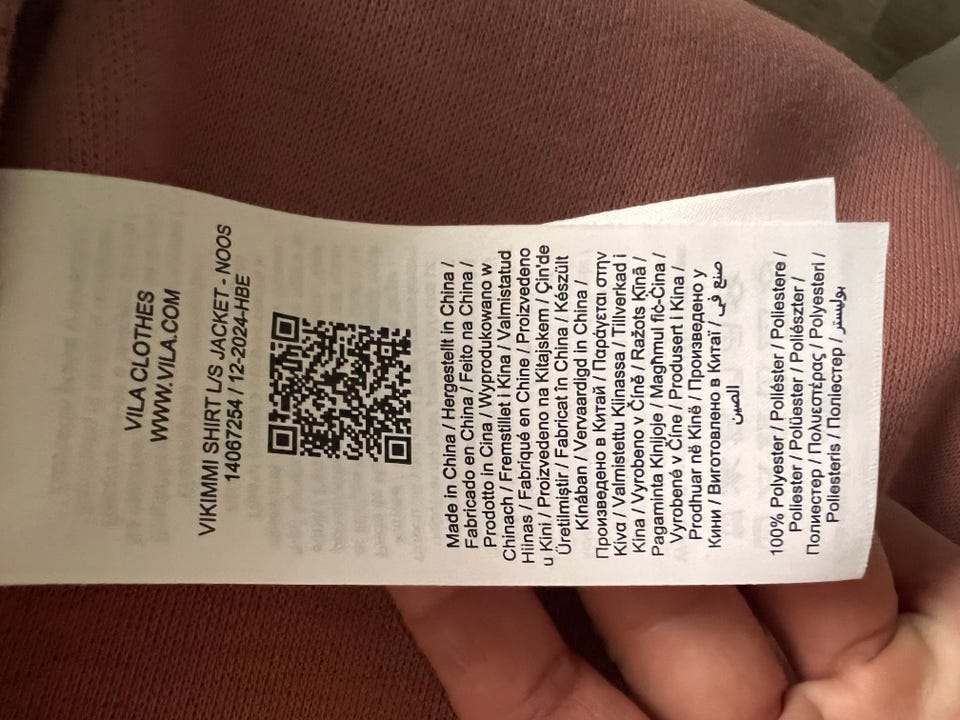 VILA CLOTHES
WWW.VILA.COM
VIKIMMI SHIRT L/S JACKET - NOOS
14067254 / 12-2024-HBE
Made in China / Hergestellt in China /
Fabricado en China / Feito na China /
Prodotto in Cina / Wyprodukowano w
Chinach / Fremstillet i Kina / Valmistatud
Hiinas / Fabriqué en Chine / Proizvedeno
u Kini / Proizvedeno na Kitajskem / Çin'de
Üretilmiştir / Fabricat în China / Készült
Kínában / Vervaardigd in China /
Произведено в Китай / Παράγεται στην
Κίνα / Valmistettu Kiinassa / Tillverkad i
Kina / Vyrobeno v Číně / Ražots Ķīnā /
Pagaminta Kinijoje / Magħmul fiċ-Ċina /
Vyrobené v Číne / Produsert i Kina /
Prodhuar në Kinë / Произведено у
Кини / Виготовлено в Китаї / صنع في
الصين
100% Polyester / Poliéster / Poliestere /
Poliester / Polüester / Poliészter /
Полиестер / Πολυεστέρας / Polyesteri /
Poliesteris / Поліестер / بوليستر